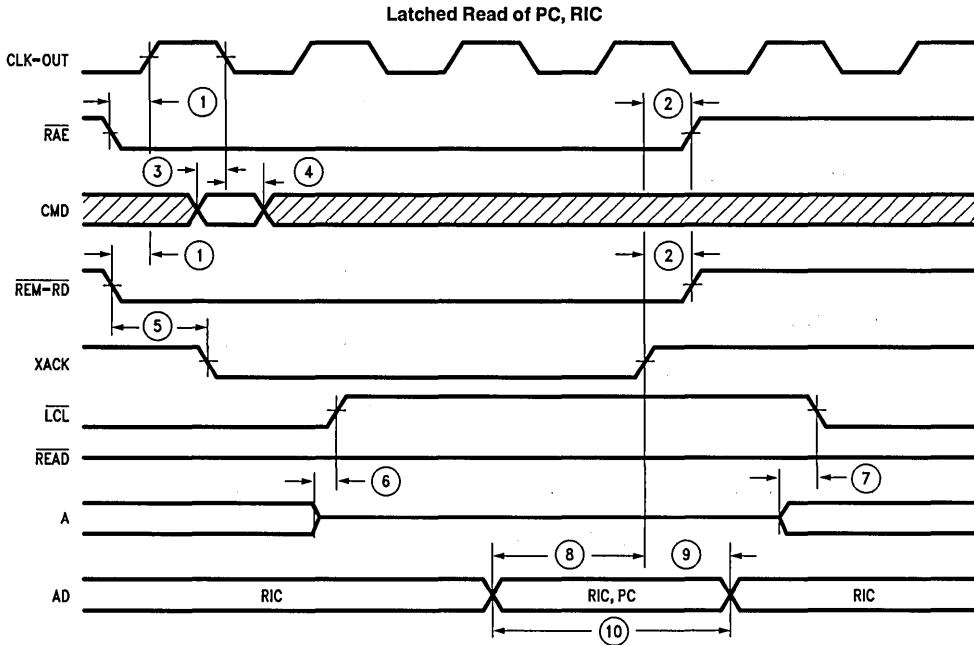 Latched Read of PC, RIC
CLK-OUT
1
RAE
2
3
4
CMD
1
2
REM-RD
5
XACK
LCL
READ
6
7
A
8
9
AD
RIC
RIC, PC
RIC
10